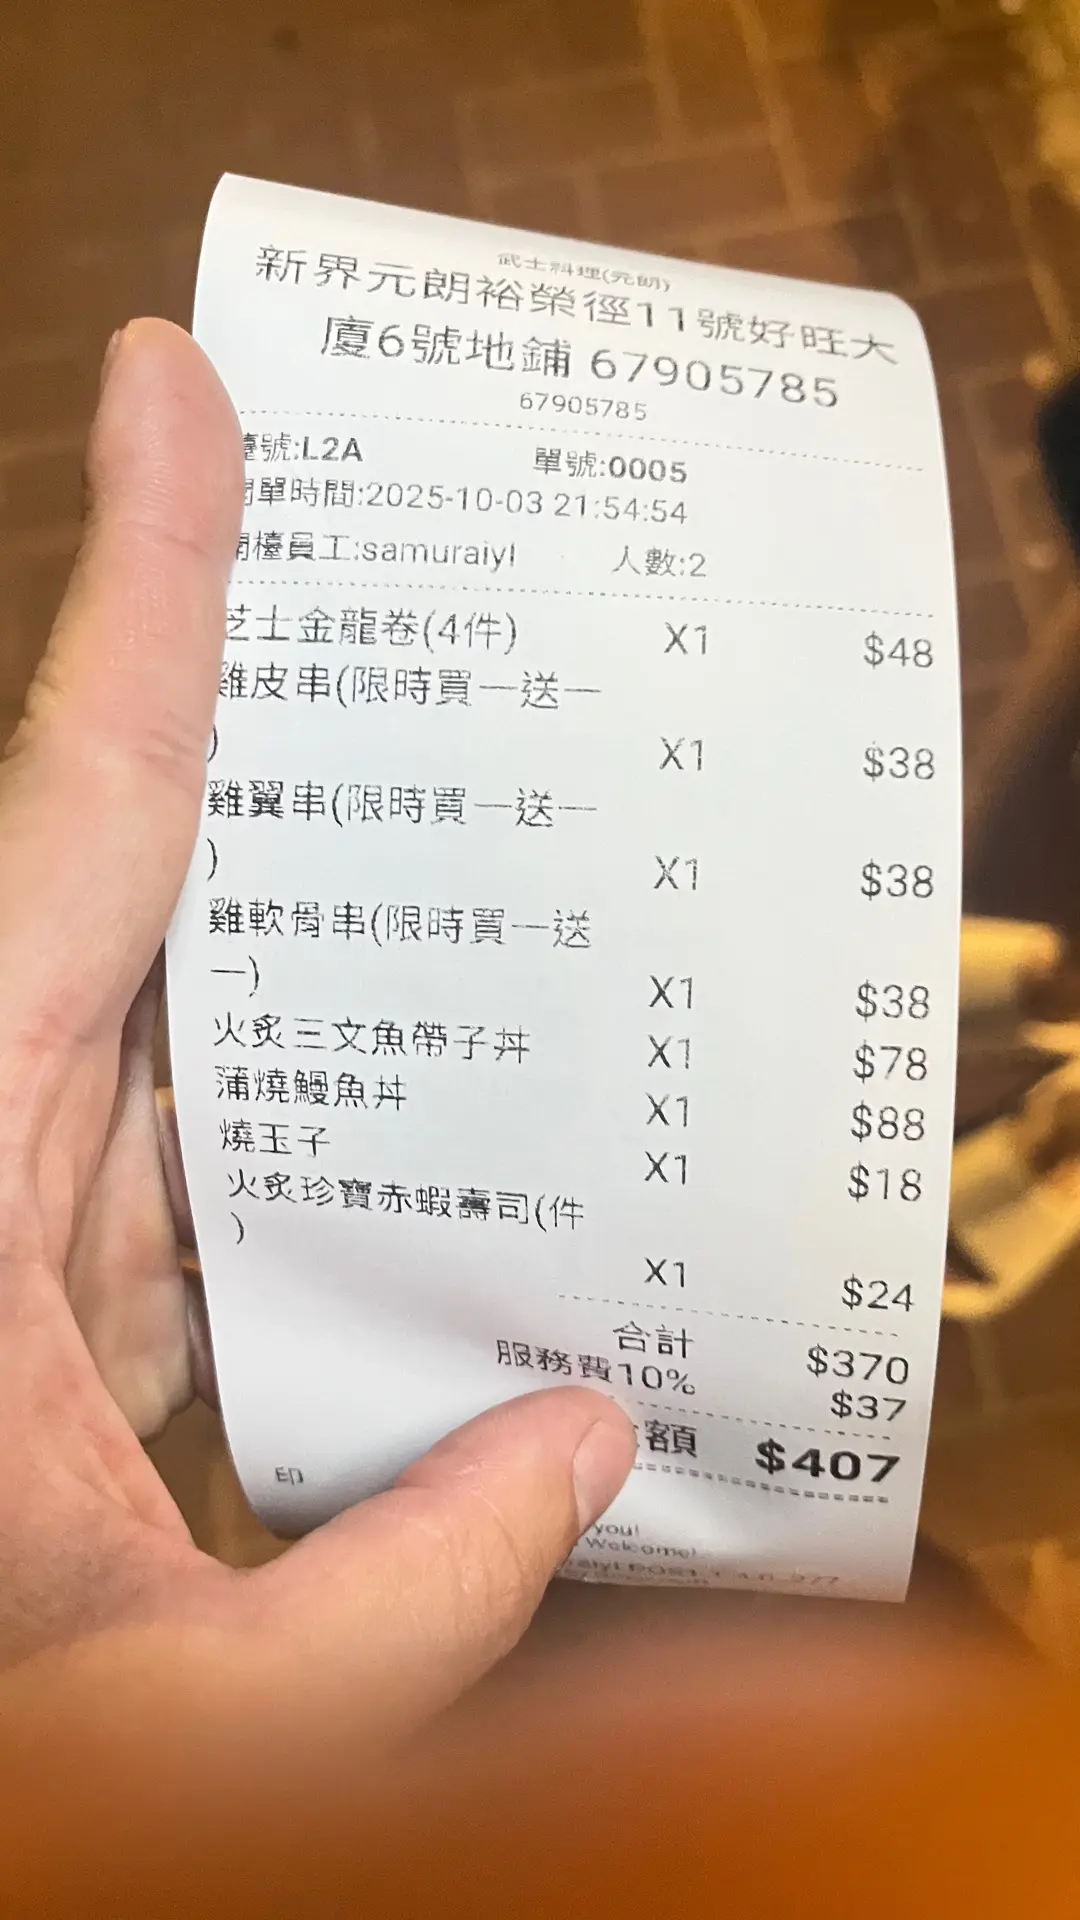 武士料理(元朗)
新界元朗裕榮徑11號好旺大
廈6號地鋪 67905785
67905785
檯號:L2A 單號:0005
開單時間:2025-10-03 21:54:54
開檯員工:samuraiyl 人數:2
芝士金龍卷(4件) X1 $48
雞皮串(限時買一送一
) X1 $38
雞翼串(限時買一送一
) X1 $38
雞軟骨串(限時買一送
一) X1 $38
火炙三文魚帶子丼 X1 $78
蒲燒鰻魚丼 X1 $88
燒玉子 X1 $18
火炙珍寶赤蝦壽司(件
) X1 $24
合計 $370
服務費10% $37
額 $407
印
you!
Welcome!